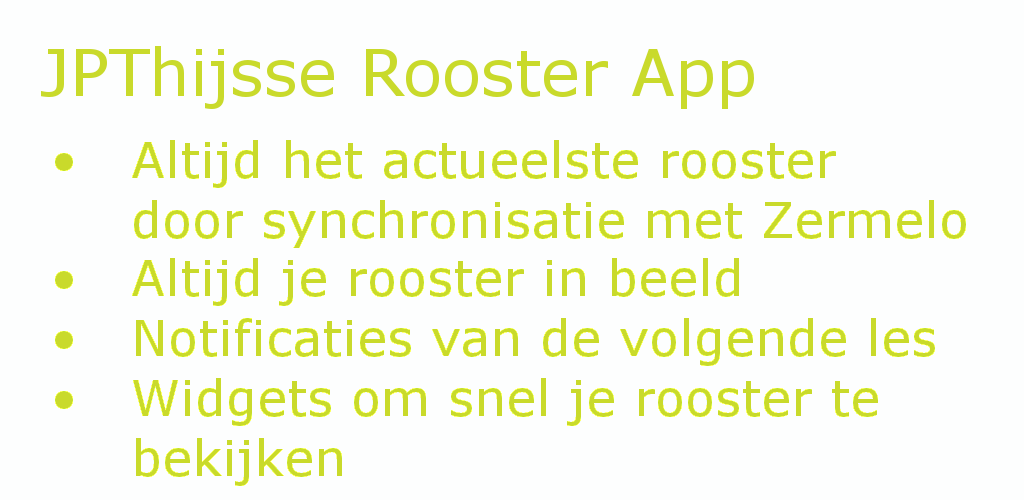 JPThijsse Rooster App
• Altijd het actueelste rooster
door synchronisatie met Zermelo
• Altijd je rooster in beeld
• Notificaties van de volgende les
• Widgets om snel je rooster te
bekijken